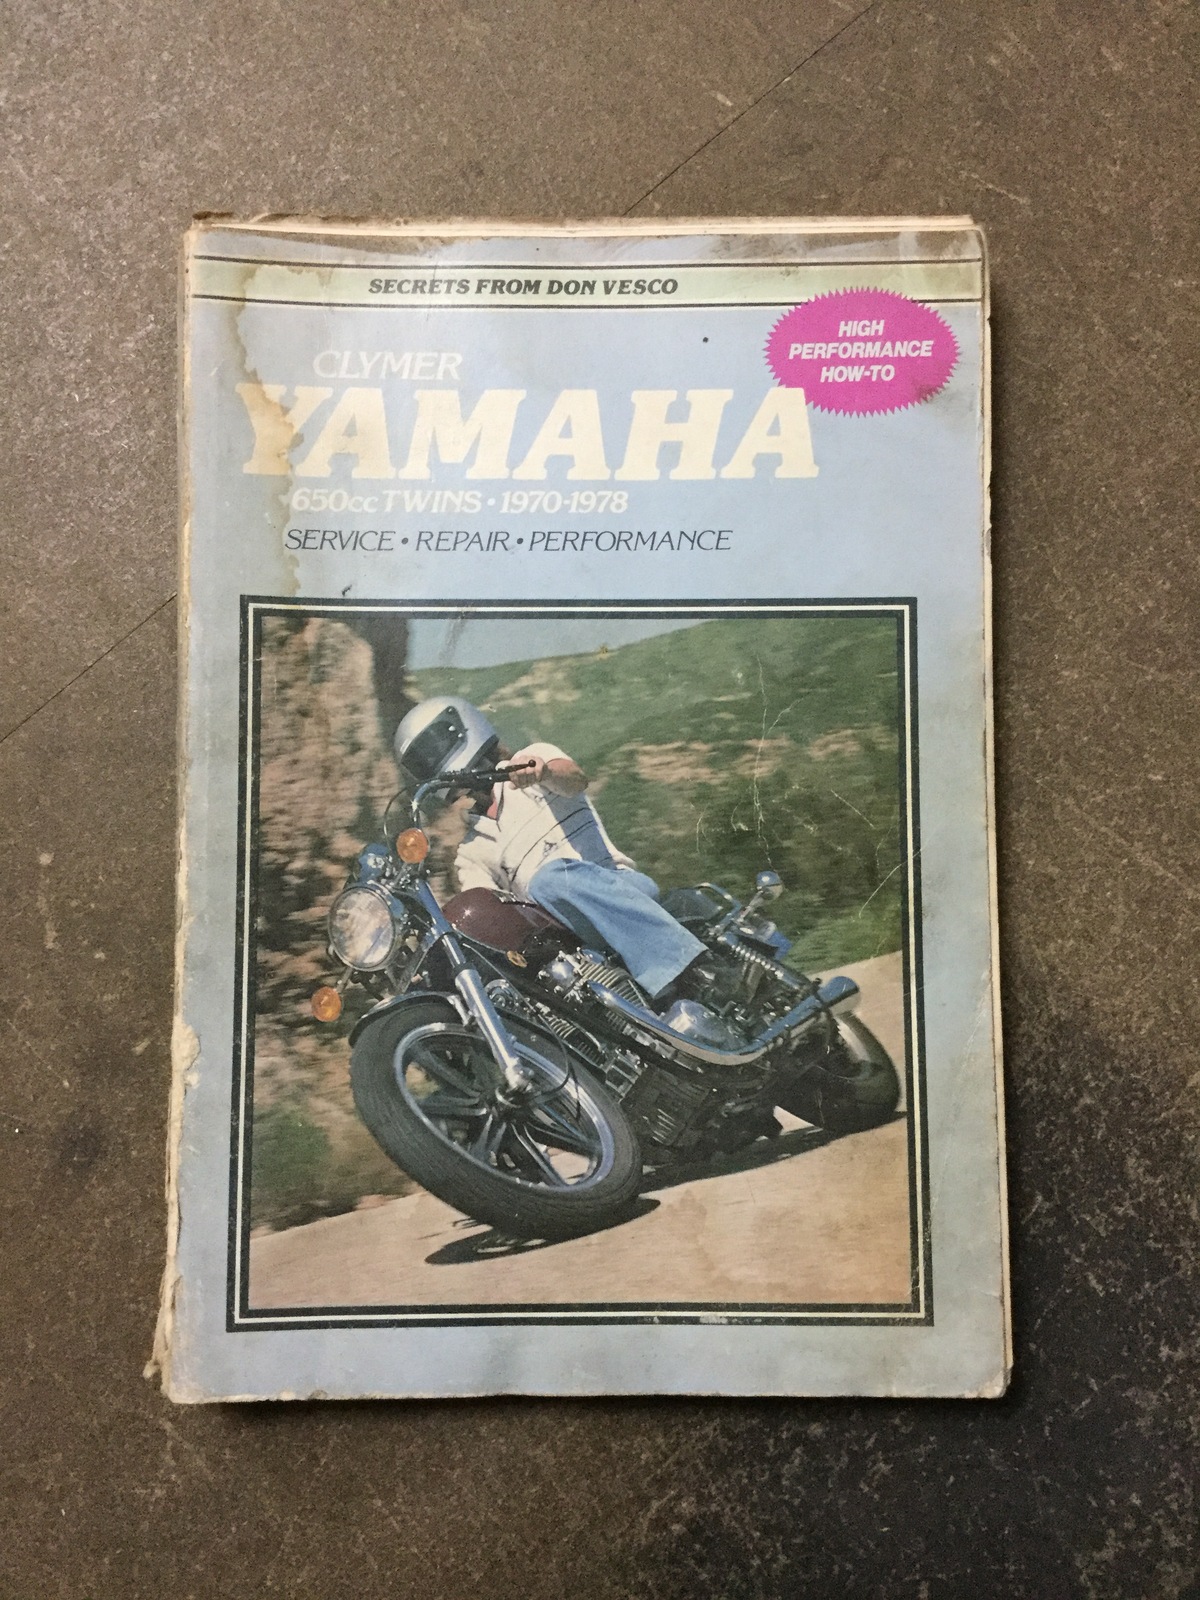 SECRETS FROM DON VESCO
HIGH
PERFORMANCE
HOW-TO
CLYMER
YAMAHA
650cc TWINS • 1970-1978
SERVICE • REPAIR • PERFORMANCE